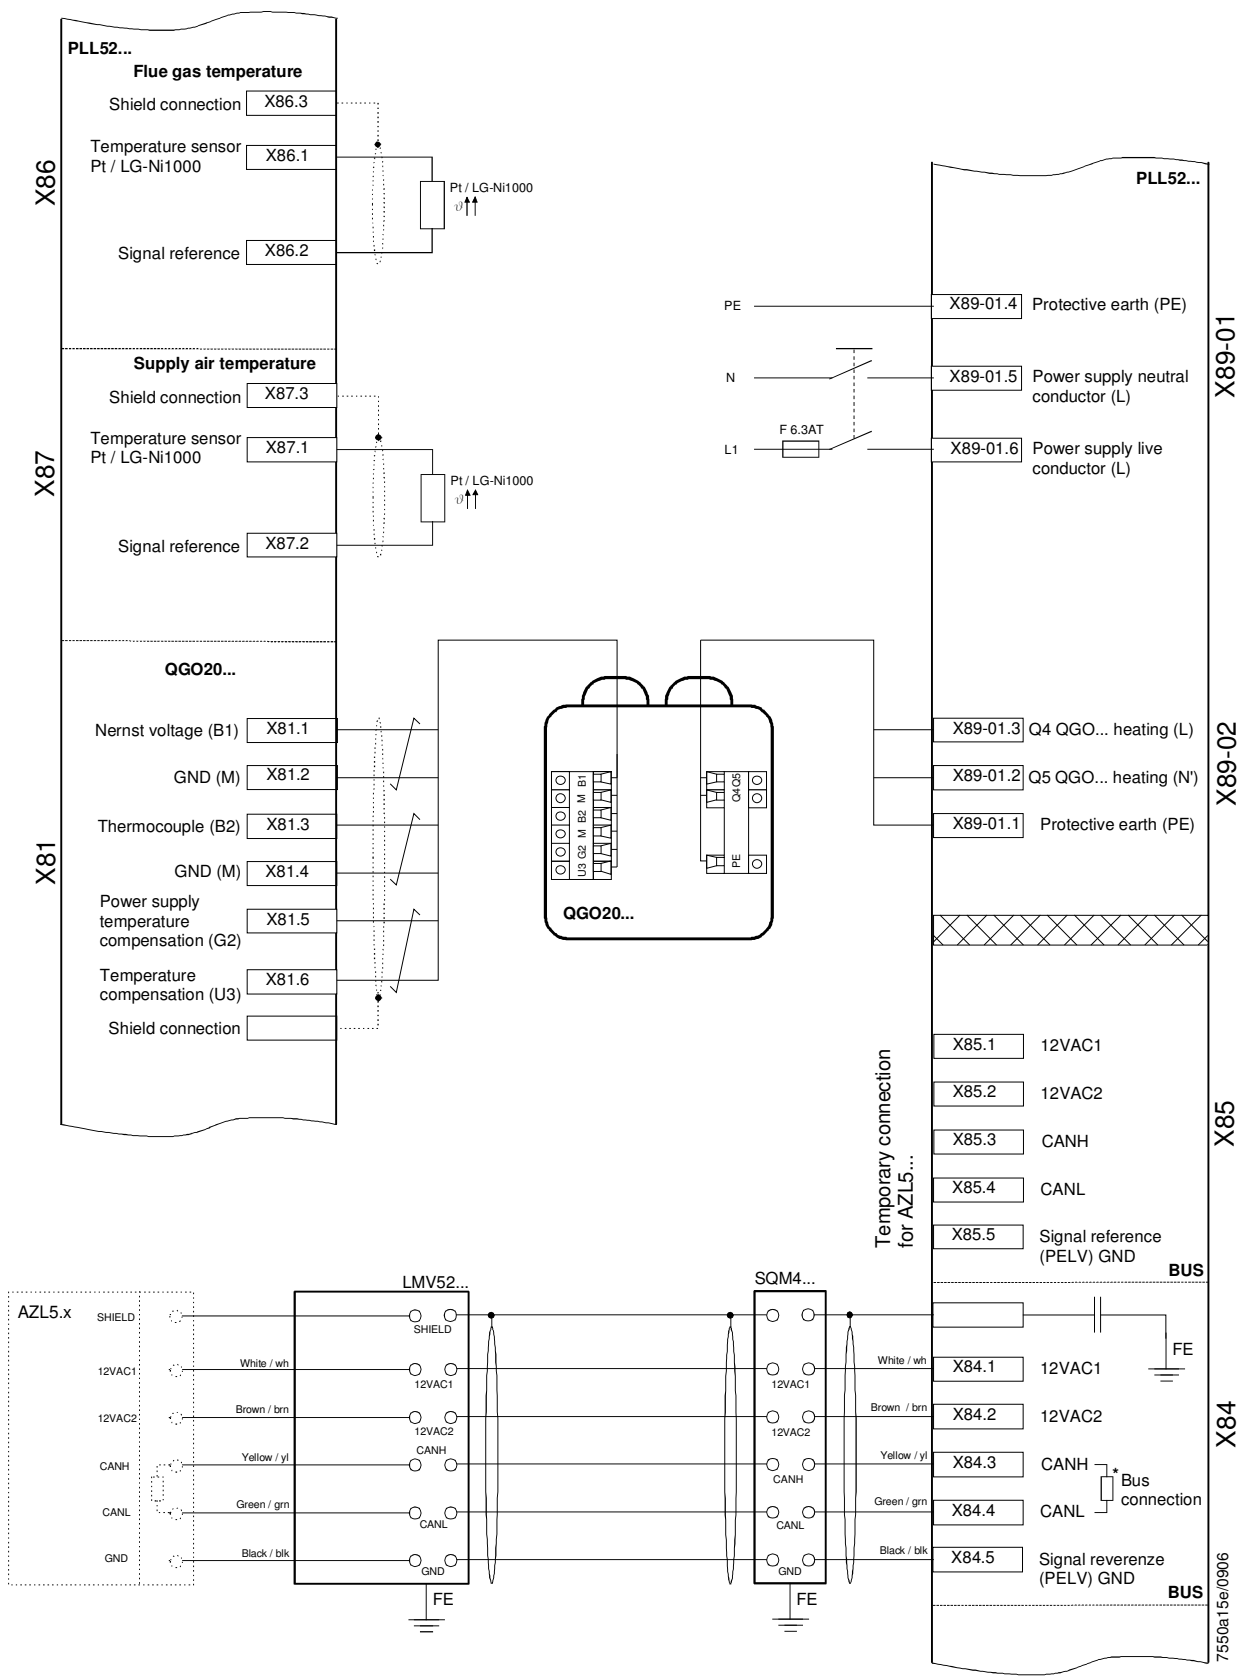 PLL52...
Flue gas temperature
Shield connection
X86.3
Temperature sensor
Pt / LG-Ni1000
X86.1
Pt / LG-Ni1000
ϑ
Signal reference
X86.2
X86
Supply air temperature
Shield connection
X87.3
Temperature sensor
Pt / LG-Ni1000
X87.1
Pt / LG-Ni1000
ϑ
Signal reference
X87.2
X87
QGO20...
Nernst voltage (B1)
X81.1
GND (M)
X81.2
Thermocouple (B2)
X81.3
GND (M)
X81.4
Power supply
temperature
compensation (G2)
X81.5
Temperature
compensation (U3)
X81.6
Shield connection
X81
B1
M
B2
M
G2
U3
Q5
Q4
PE
QGO20...
PLL52...
PE
X89-01.4
Protective earth (PE)
N
X89-01.5
Power supply neutral
conductor (L)
F 6.3AT
L1
X89-01.6
Power supply live
conductor (L)
X89-01
X89-01.3
Q4 QGO... heating (L)
X89-01.2
Q5 QGO... heating (N')
X89-01.1
Protective earth (PE)
X89-02
Temporary connection
for AZL5...
X85.1
12VAC1
X85.2
12VAC2
X85.3
CANH
X85.4
CANL
X85.5
Signal reference
(PELV) GND
BUS
X85
AZL5.x
SHIELD
12VAC1
12VAC2
CANH
CANL
GND
White / wh
Brown / brn
Yellow / yl
Green / grn
Black / blk
LMV52...
SHIELD
12VAC1
12VAC2
CANH
CANL
GND
FE
SQM4...
12VAC1
12VAC2
CANH
CANL
GND
FE
White / wh
Brown / brn
Yellow / yl
Green / grn
Black / blk
FE
X84.1
12VAC1
X84.2
12VAC2
X84.3
CANH
X84.4
CANL
* Bus
connection
X84.5
Signal reverenze
(PELV) GND
BUS
X84
7550a15e/0906